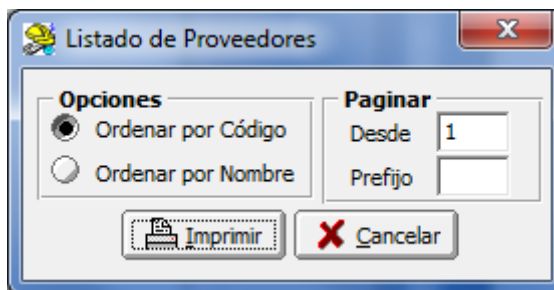 Listado de Proveedores
Opciones
Ordenar por Código
Ordenar por Nombre
Paginar
Desde 1
Prefijo
Imprimir Cancelar